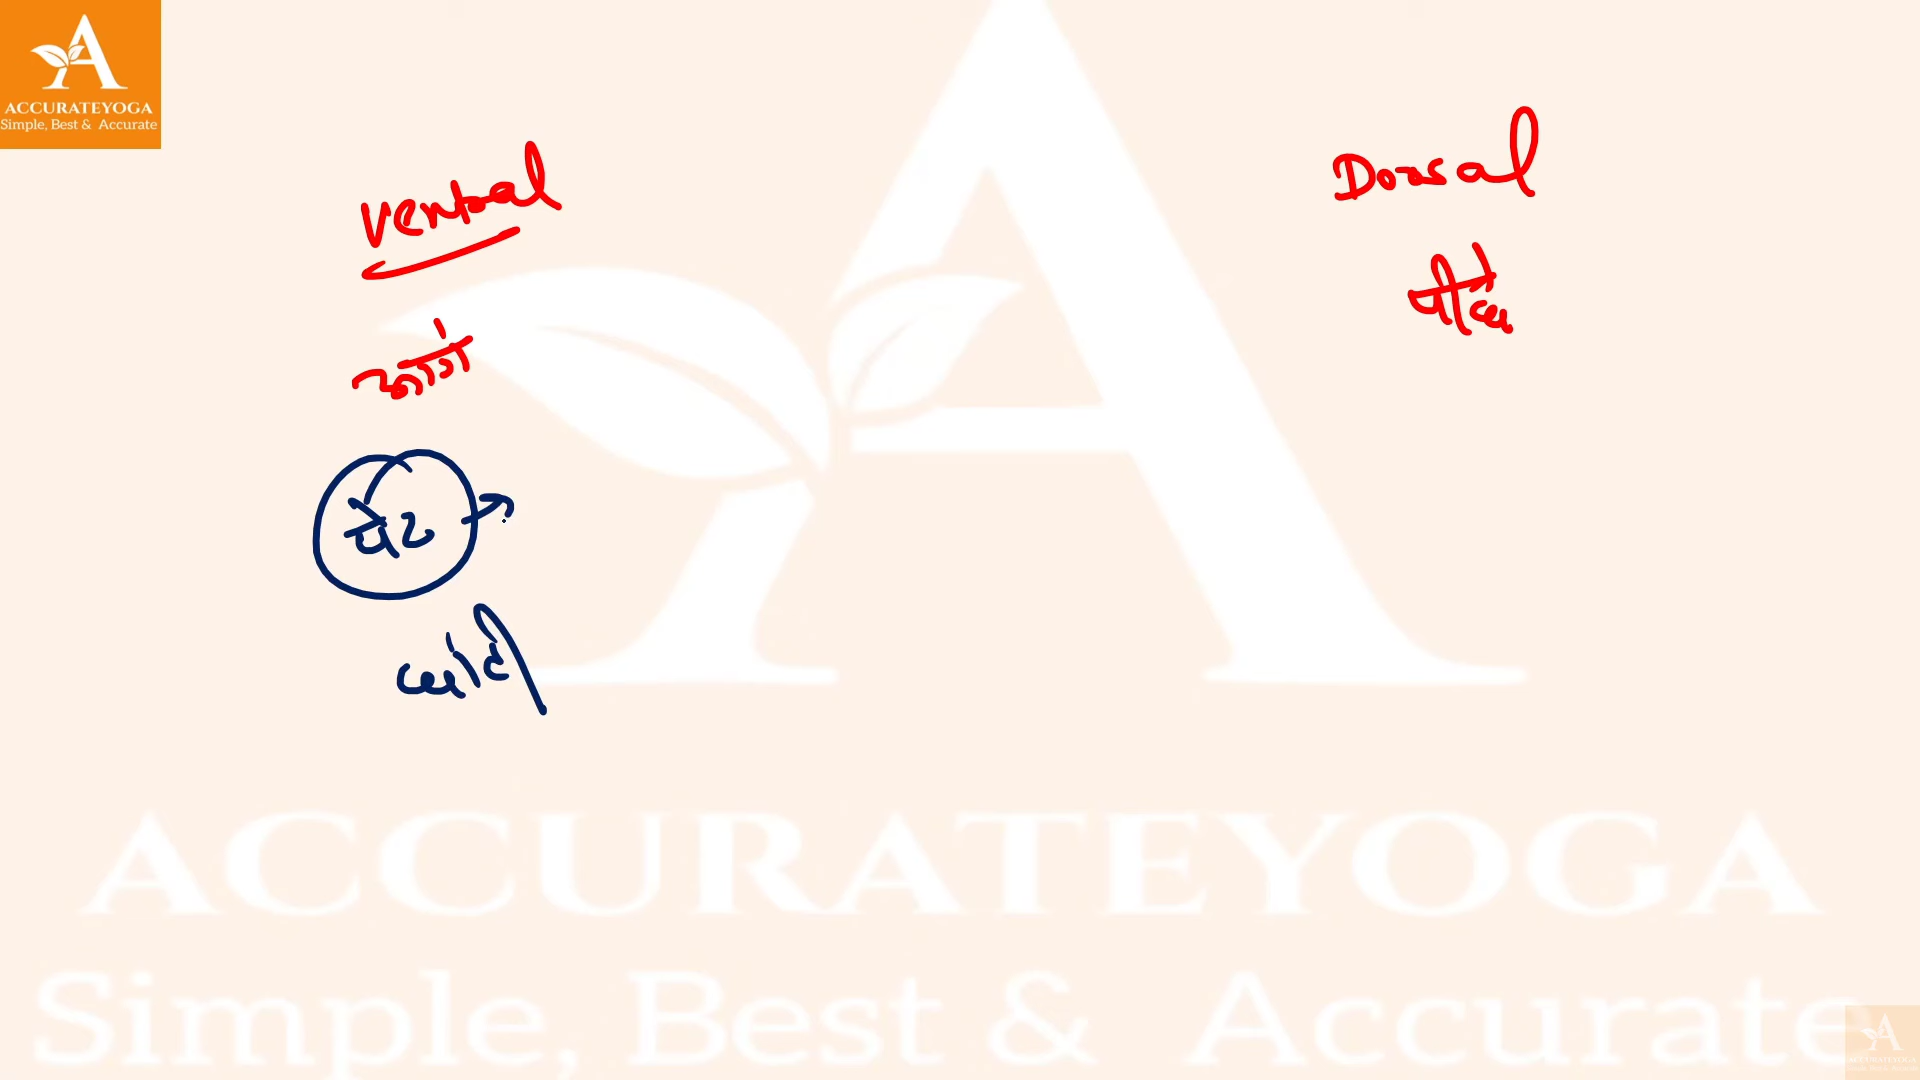 ACCURATEYOGA
Simple, Best & Accurate
Ventral
आगे
पेट
छाती
Dorsal
पीछे
ACCURATEYOGA
Simple, Best & Accurate